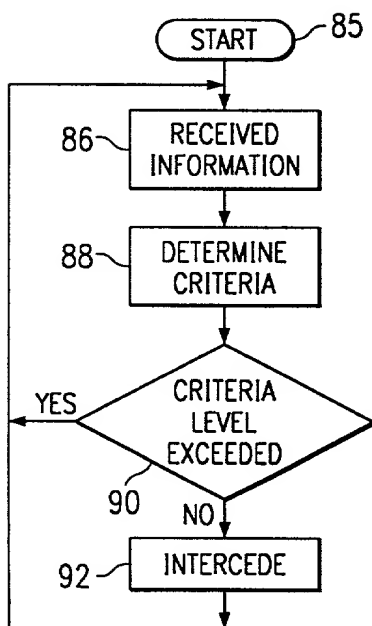 START
85
86
RECEIVED
INFORMATION
88
DETERMINE
CRITERIA
YES
CRITERIA
LEVEL
EXCEEDED
90
NO
92
INTERCEDE